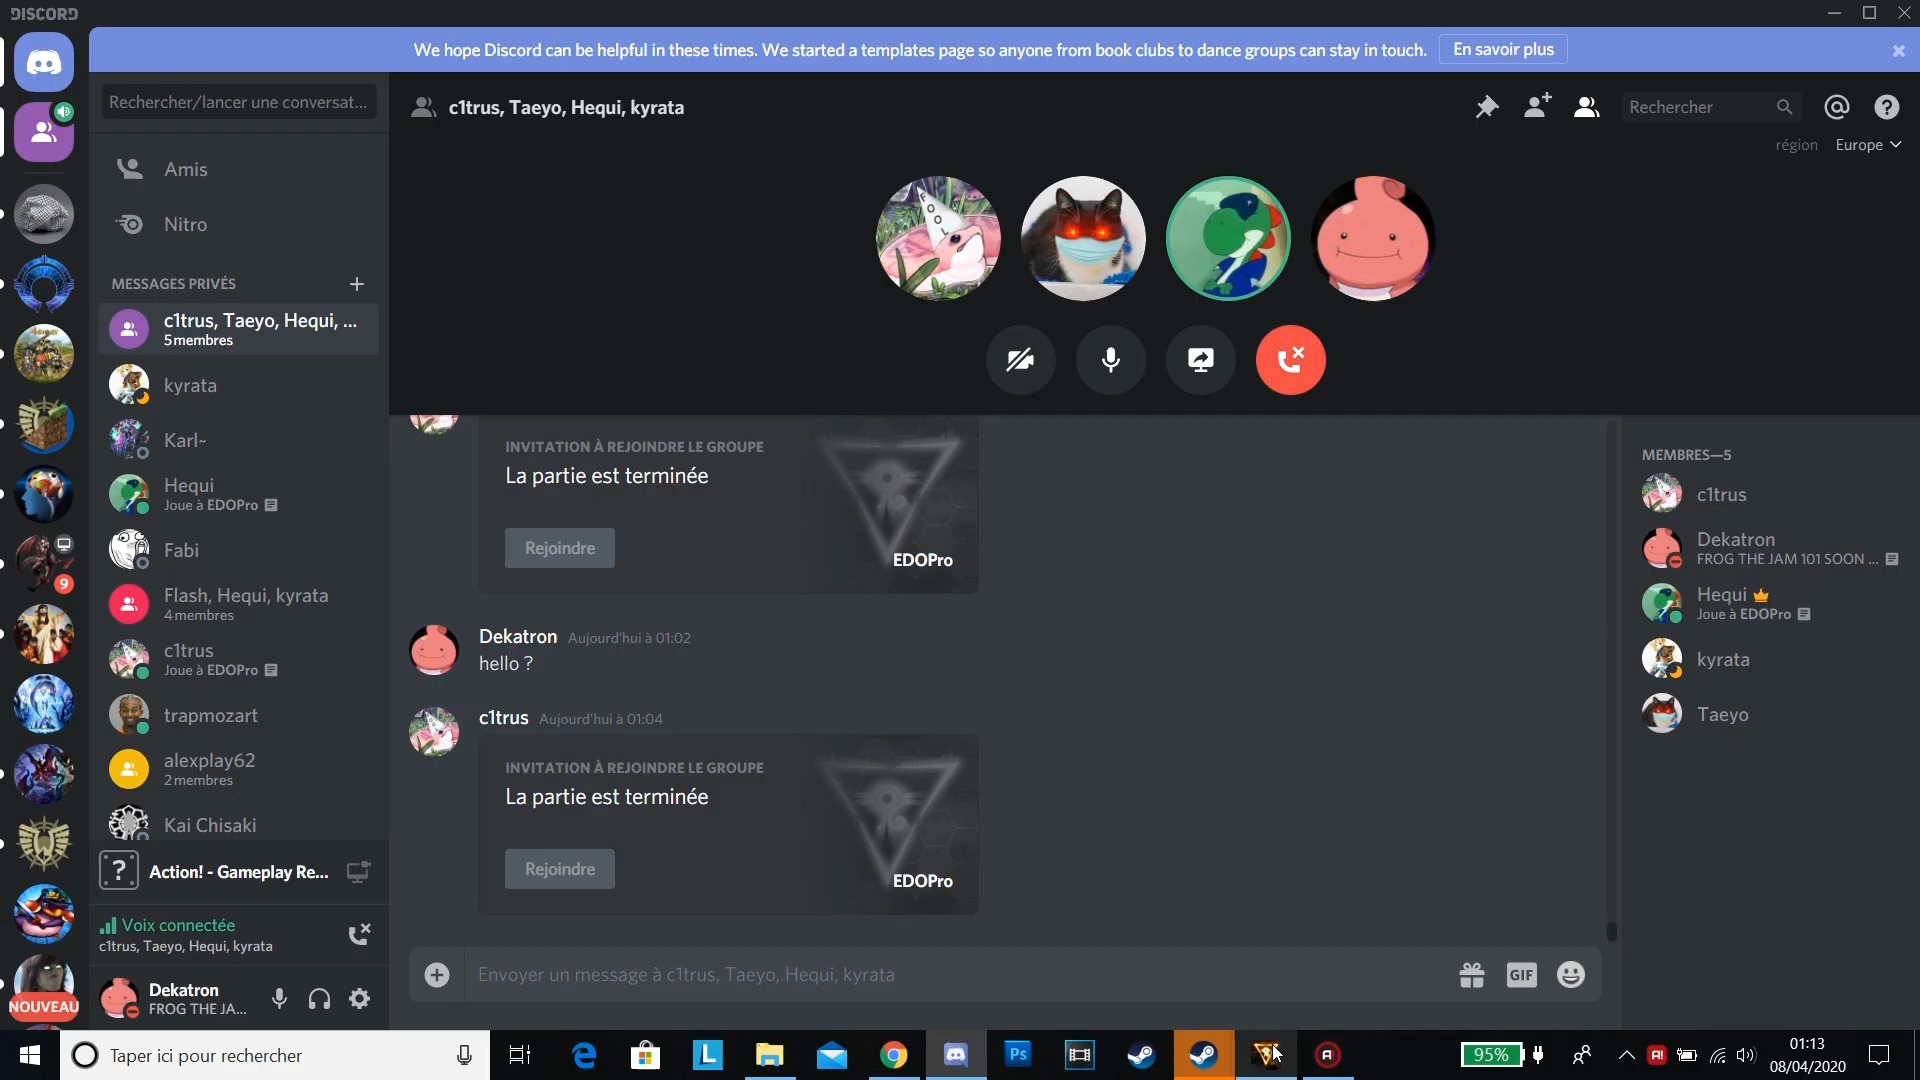 DISCORD
We hope Discord can be helpful in these times. We started a templates page so anyone from book clubs to dance groups can stay in touch. En savoir plus
Rechercher/lancer une conversat...
Amis
Nitro
MESSAGES PRIVÉS
c1trus, Taeyo, Hequi, ...
5 membres
kyrata
Karl~
Hequi
Joue à EDOPro
Fabi
Flash, Hequi, kyrata
4 membres
c1trus
Joue à EDOPro
trapmozart
alexplay62
2 membres
Kai Chisaki
9
NOUVEAU
? Action! - Gameplay Re...
Voix connectée
c1trus, Taeyo, Hequi, kyrata
Dekatron
FROG THE JA...
c1trus, Taeyo, Hequi, kyrata
Rechercher
région Europe
FOOL
INVITATION À REJOINDRE LE GROUPE
La partie est terminée
Rejoindre
EDOPro
Dekatron Aujourd'hui à 01:02
hello ?
c1trus Aujourd'hui à 01:04
INVITATION À REJOINDRE LE GROUPE
La partie est terminée
Rejoindre
EDOPro
Envoyer un message à c1trus, Taeyo, Hequi, kyrata
GIF
MEMBRES—5
c1trus
Dekatron
FROG THE JAM 101 SOON ...
Hequi
Joue à EDOPro
kyrata
Taeyo
Taper ici pour rechercher
L
Ps
95%
01:13
08/04/2020